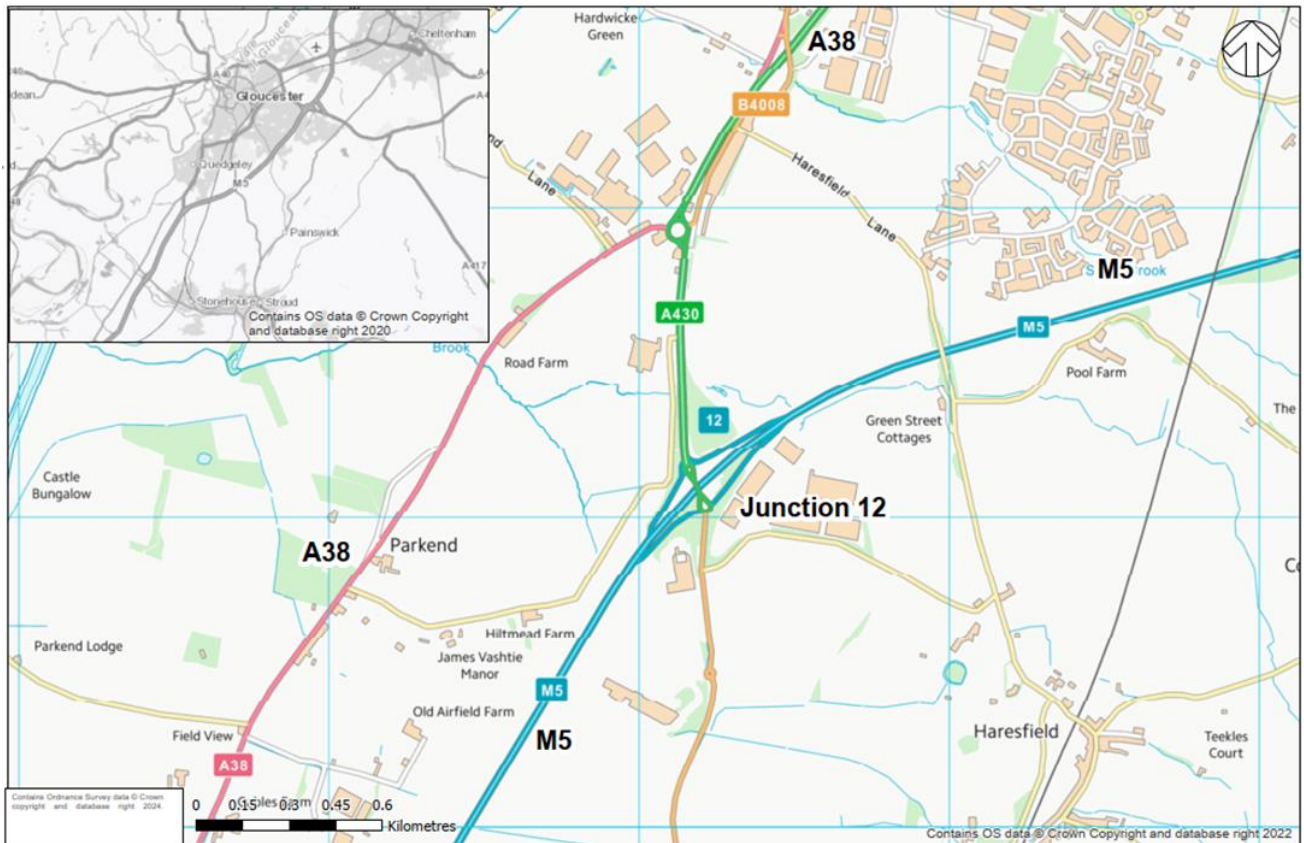 Cheltenham
A40
Gloucester
Quedgeley
M5
Painswick
A417
Stonehouse
Stroud
Contains OS data © Crown Copyright
and database right 2020
Hardwicke
Green
A38
B4008
Haresfield
Lane
Lane
M5
Brook
A430
M5
Road Farm
Pool Farm
The
12
Green Street
Cottages
Castle
Bungalow
Junction 12
A38
Parkend
Hiltmead Farm
Parkend Lodge
James Vashtie
Manor
M5
Old Airfield Farm
Field View
M5
Haresfield
Teekles
Court
A38
Contains Ordnance Survey data © Crown
copyright and database right 2024.
0 0.15 0.3 0.45 0.6
Kilometres
Contains OS data © Crown Copyright and database right 2022